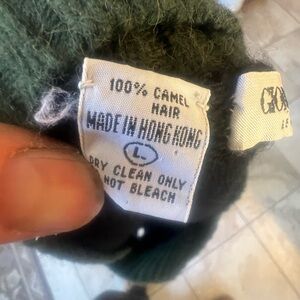 100% CAMEL
HAIR
MADE IN HONG KONG
L
DRY CLEAN ONLY
NOT BLEACH